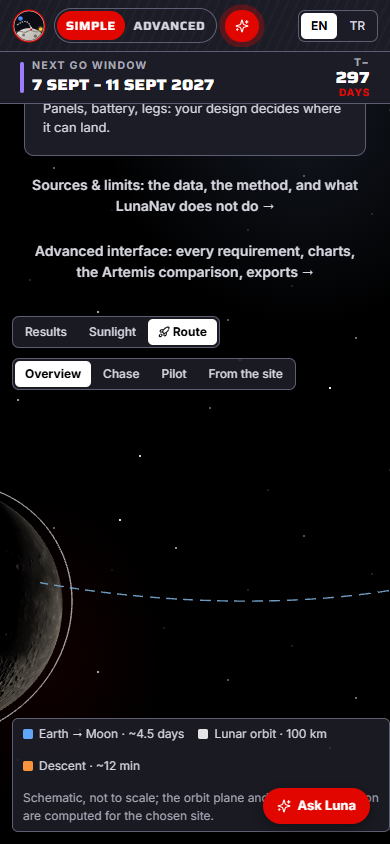 SIMPLE ADVANCED EN TR
NEXT GO WINDOW
7 SEPT – 11 SEPT 2027
T−
297
DAYS
Panels, battery, legs: your design decides where
it can land.
Sources & limits: the data, the method, and what
LunaNav does not do →
Advanced interface: every requirement, charts,
the Artemis comparison, exports →
Results Sunlight Route
Overview Chase Pilot From the site
Earth → Moon · ~4.5 days Lunar orbit · 100 km
Descent · ~12 min
Schematic, not to scale; the orbit plane and on
are computed for the chosen site.
Ask Luna